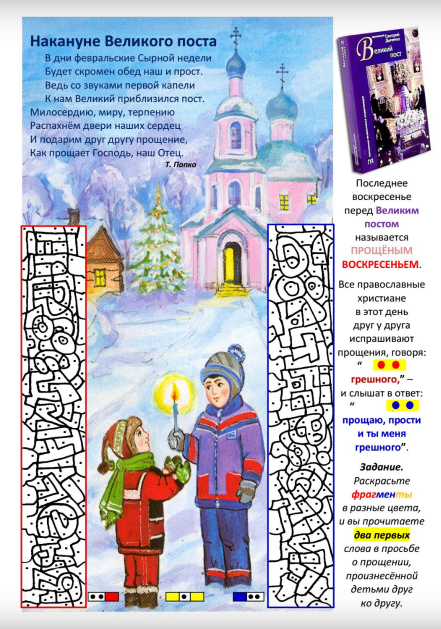 Накануне Великого поста
В дни февральские Сырной недели
Будет скромен обед наш и прост.
Ведь со звуками первой капели
К нам Великий приблизился пост.
Милосердию, миру, терпению
Распахнём двери наших сердец
И подарим друг другу прощение,
Как прощает Господь, наш Отец.
Т. Попко
Великий
пост
Последнее
воскресенье
перед Великим
постом
называется
ПРОЩЁНЫМ
ВОСКРЕСЕНЬЕМ.
Все православные
христиане
в этот день
друг у друга
испрашивают
прощения, говоря:
“
грешного,” –
и слышат в ответ:
“
прощаю, прости
и ты меня
грешного”.
Задание.
Раскрасьте
фрагменты
в разные цвета,
и вы прочитаете
два первых
слова в просьбе
о прощении,
произнесённой
детьми друг
ко другу.